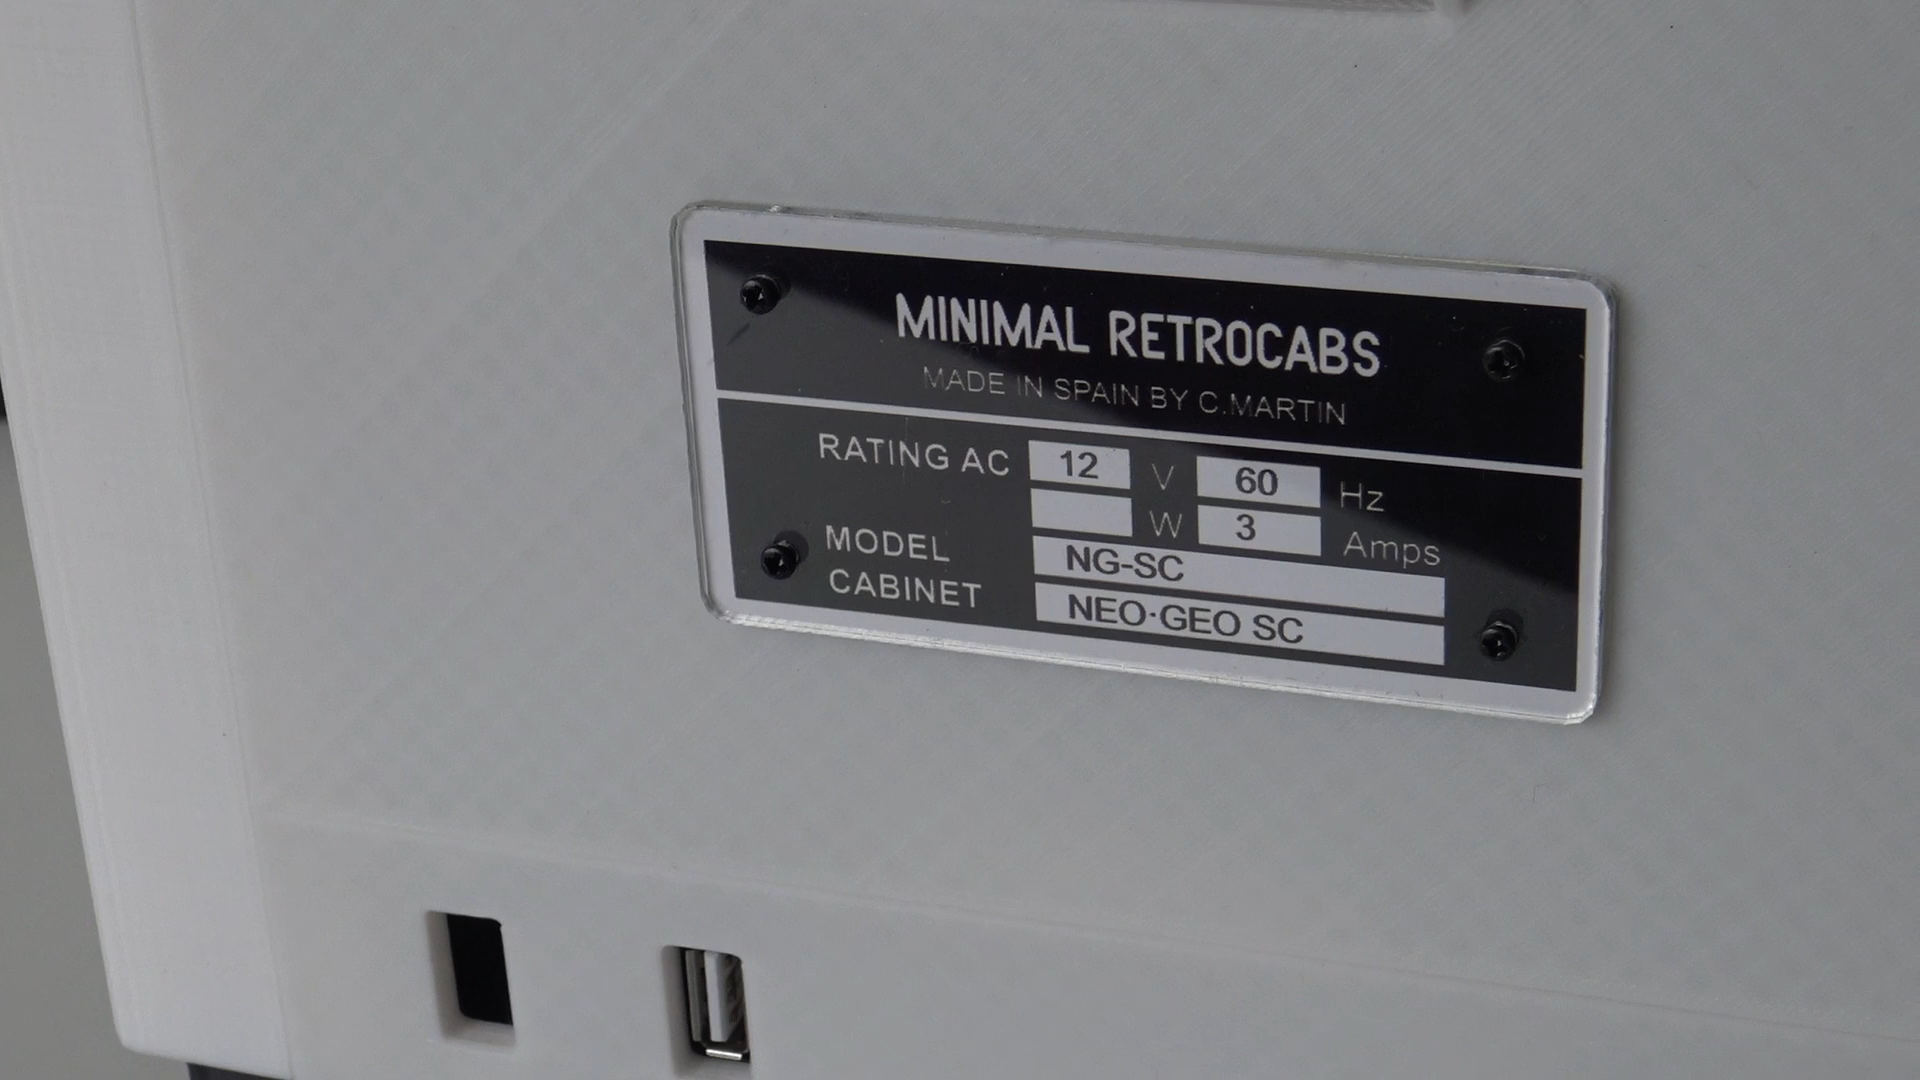 MINIMAL RETROCABS
MADE IN SPAIN BY C.MARTIN
RATING AC 12 V 60 Hz
W 3 Amps
MODEL NG-SC
CABINET NEO·GEO SC